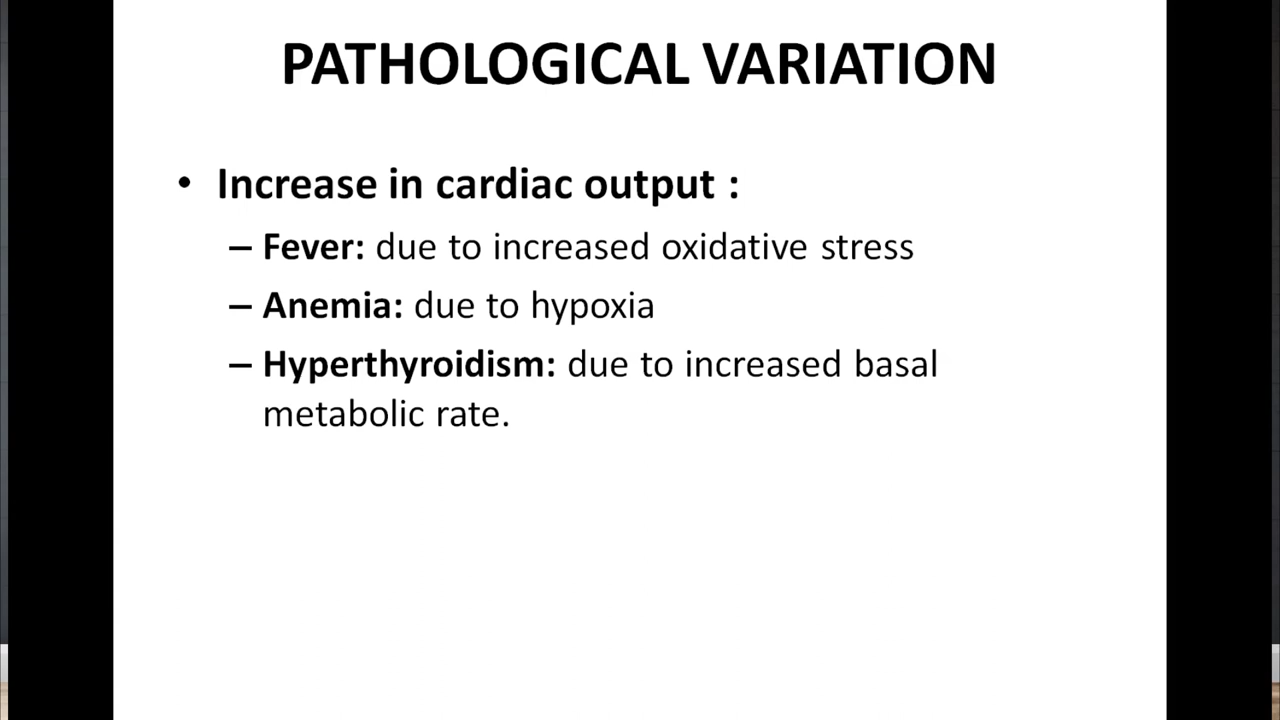 PATHOLOGICAL VARIATION
• Increase in cardiac output :
– Fever: due to increased oxidative stress
– Anemia: due to hypoxia
– Hyperthyroidism: due to increased basal
metabolic rate.